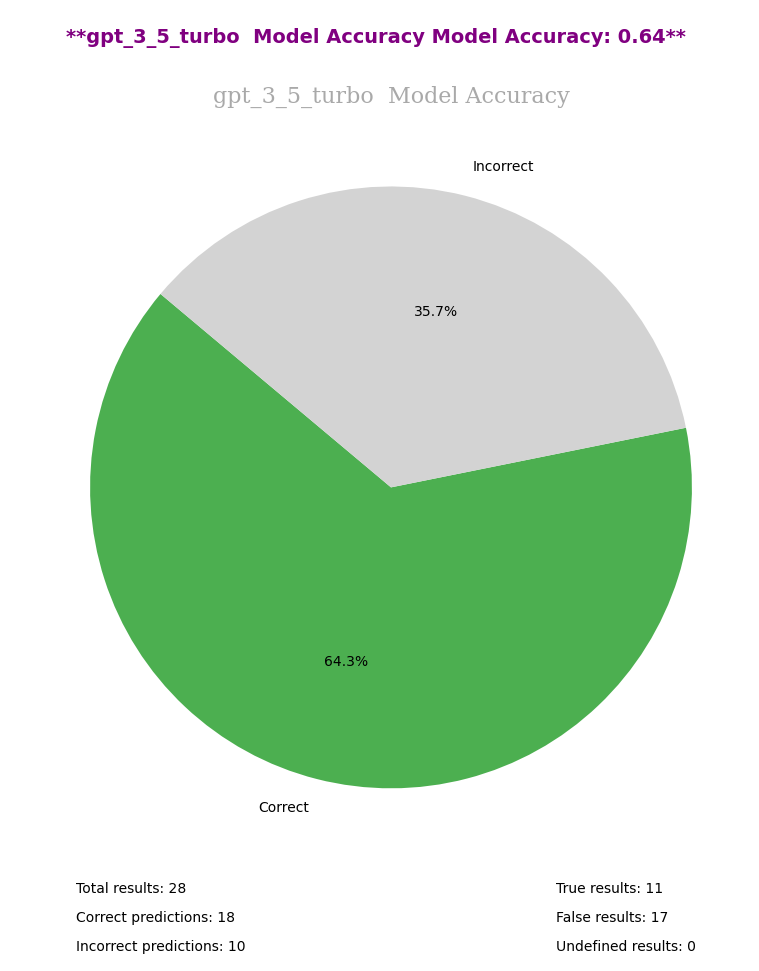 **gpt_3_5_turbo  Model Accuracy Model Accuracy: 0.64**
gpt_3_5_turbo  Model Accuracy
Incorrect
35.7%
64.3%
Correct
Total results: 28
Correct predictions: 18
Incorrect predictions: 10
True results: 11
False results: 17
Undefined results: 0